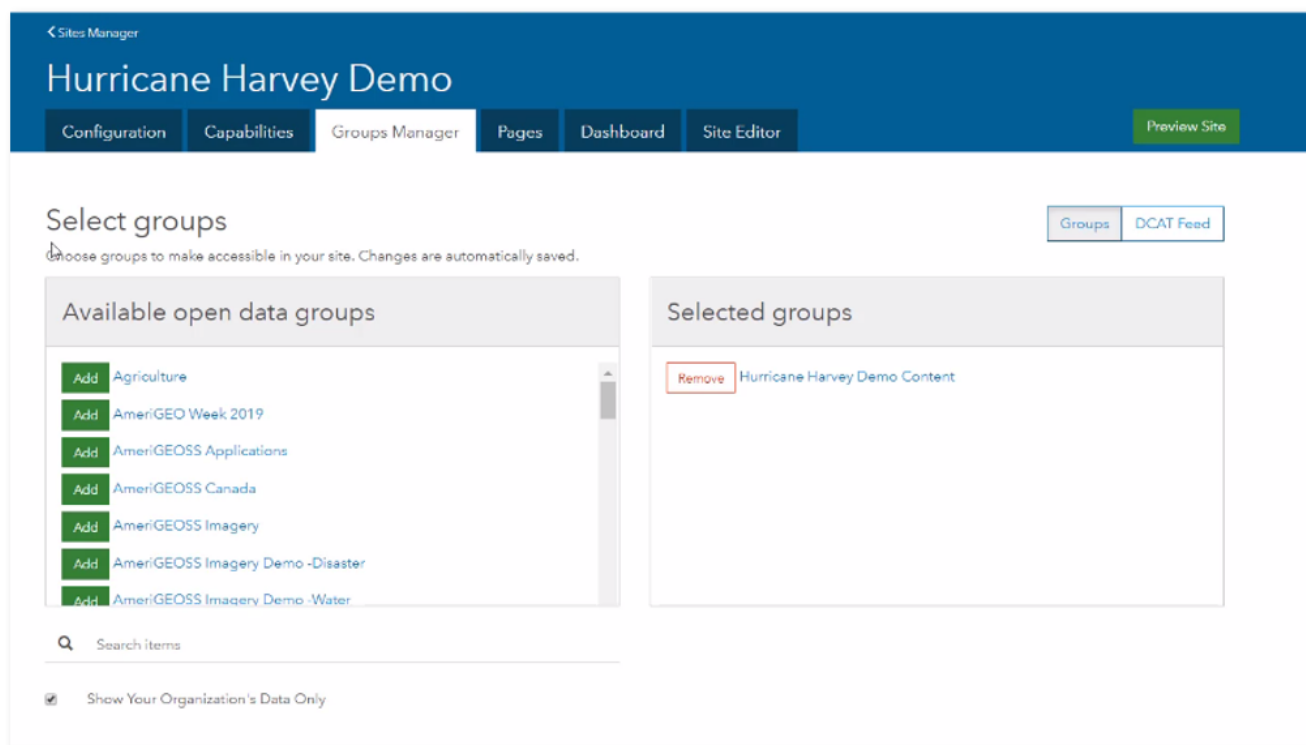 Sites Manager
Hurricane Harvey Demo
Configuration
Capabilities
Groups Manager
Pages
Dashboard
Site Editor
Preview Site
Select groups
Groups
DCAT Feed
Choose groups to make accessible in your site. Changes are automatically saved.
Available open data groups
Add Agriculture
Add AmeriGEO Week 2019
Add AmeriGEOSS Applications
Add AmeriGEOSS Canada
Add AmeriGEOSS Imagery
Add AmeriGEOSS Imagery Demo -Disaster
Add AmeriGEOSS Imagery Demo -Water
Selected groups
Remove Hurricane Harvey Demo Content
Search items
Show Your Organization's Data Only